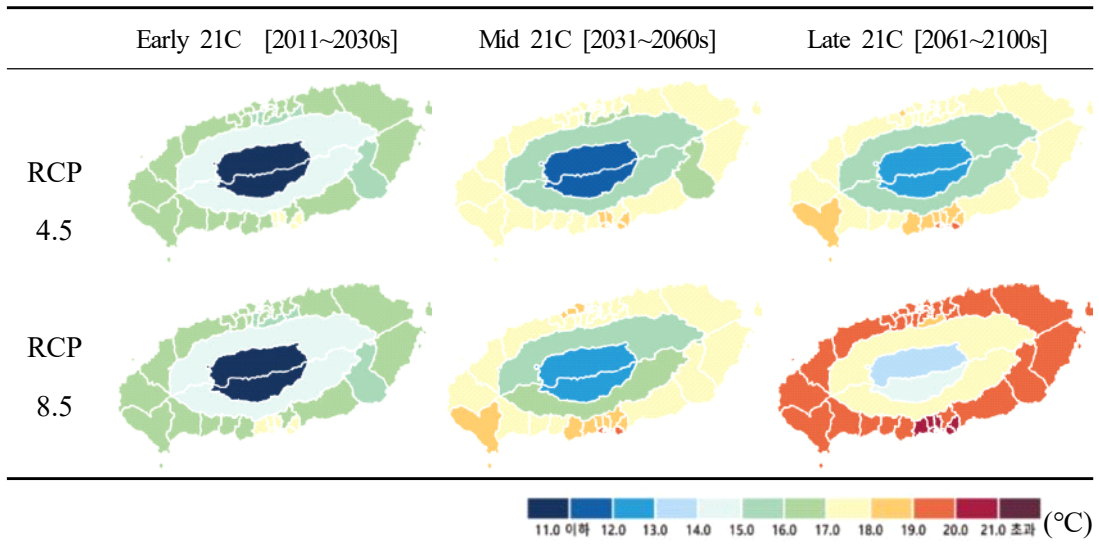 Early 21C [2011~2030s] Mid 21C [2031~2060s] Late 21C [2061~2100s]
RCP
4.5
RCP
8.5
11.0 이하 12.0 13.0 14.0 15.0 16.0 17.0 18.0 19.0 20.0 21.0 초과 (℃)